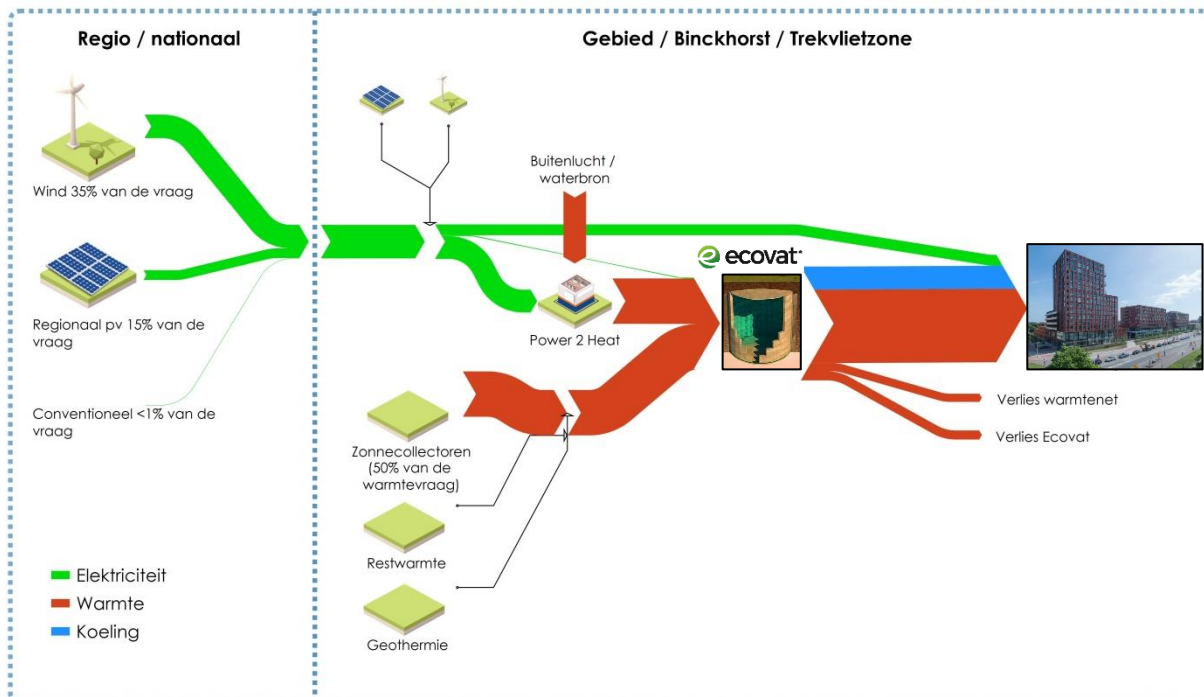 Regio / nationaal
Gebied / Binckhorst / Trekvlietzone
Wind 35% van de vraag
Regionaal pv 15% van de
vraag
Conventioneel <1% van de
vraag
Buitenlucht /
waterbron
Power 2 Heat
ecovat
Zonnecollectoren
(50% van de
warmtevraag)
Restwarmte
Geothermie
Verlies warmtenet
Verlies Ecovat
Elektriciteit
Warmte
Koeling